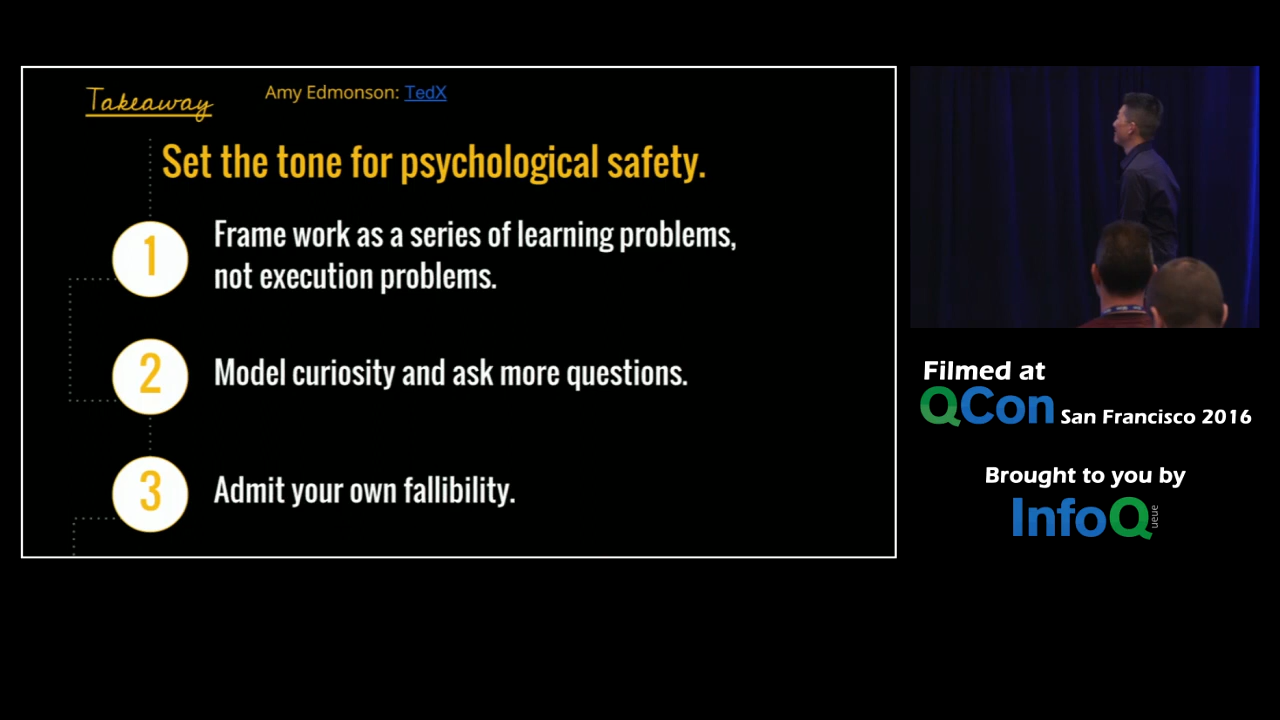 Takeaway
Amy Edmonson: TedX
Set the tone for psychological safety.
1
Frame work as a series of learning problems,
not execution problems.
2
Model curiosity and ask more questions.
3
Admit your own fallibility.
Filmed at
QCon San Francisco 2016
Brought to you by
InfoQueue